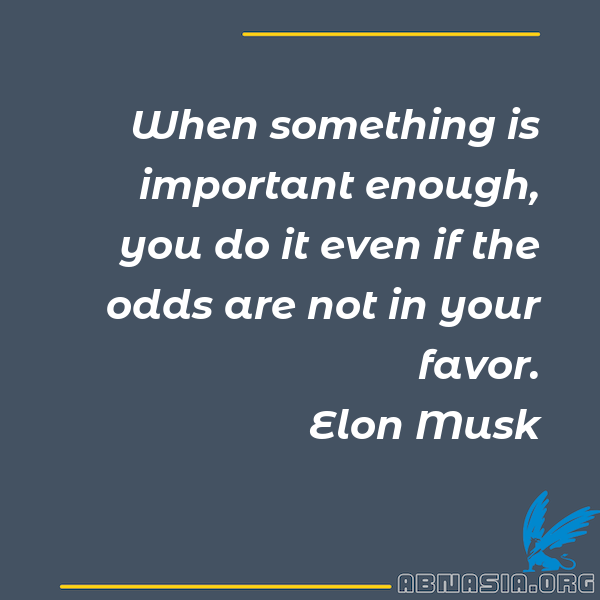 When something is
important enough,
you do it even if the
odds are not in your
favor.
Elon Musk
ABNASIA.ORG